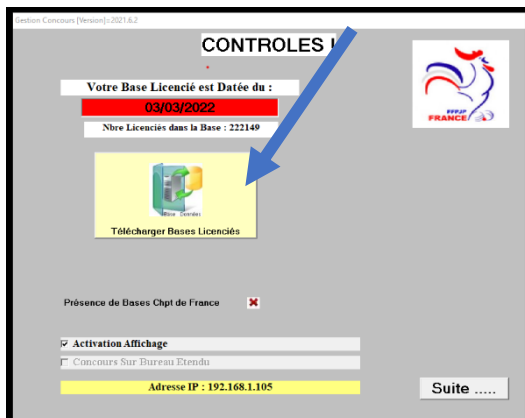 Gestion Concours [Version]:=2021.6.2
CONTROLES !
Votre Base Licencié est Datée du :
03/03/2022
Nbre Licenciés dans la Base : 222149
FFPJP
FRANCE
Base Données
Télécharger Bases Licenciés
Présence de Bases Chpt de France
Activation Affichage
Concours Sur Bureau Etendu
Adresse IP : 192.168.1.105
Suite .....